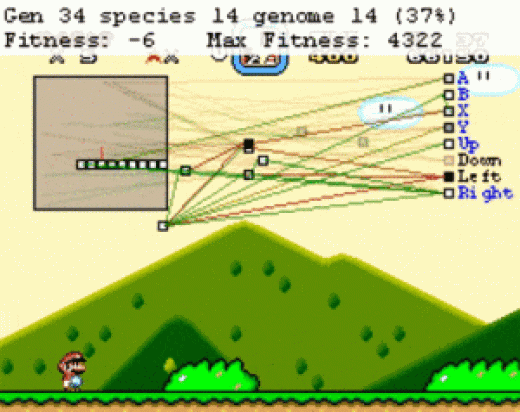 Gen 34 species 14 genome 14 (37%)
Fitness: -6 Max Fitness: 4322
A
B
X
Y
Up
Down
Left
Right